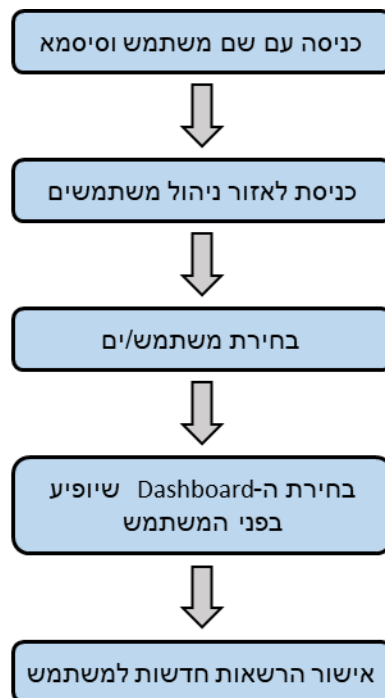 כניסה עם שם משתמש וסיסמא
כניסת לאזור ניהול משתמשים
בחירת משתמש/ים
בחירת ה-Dashboard שיופיע
בפני המשתמש
אישור הרשאות חדשות למשתמש